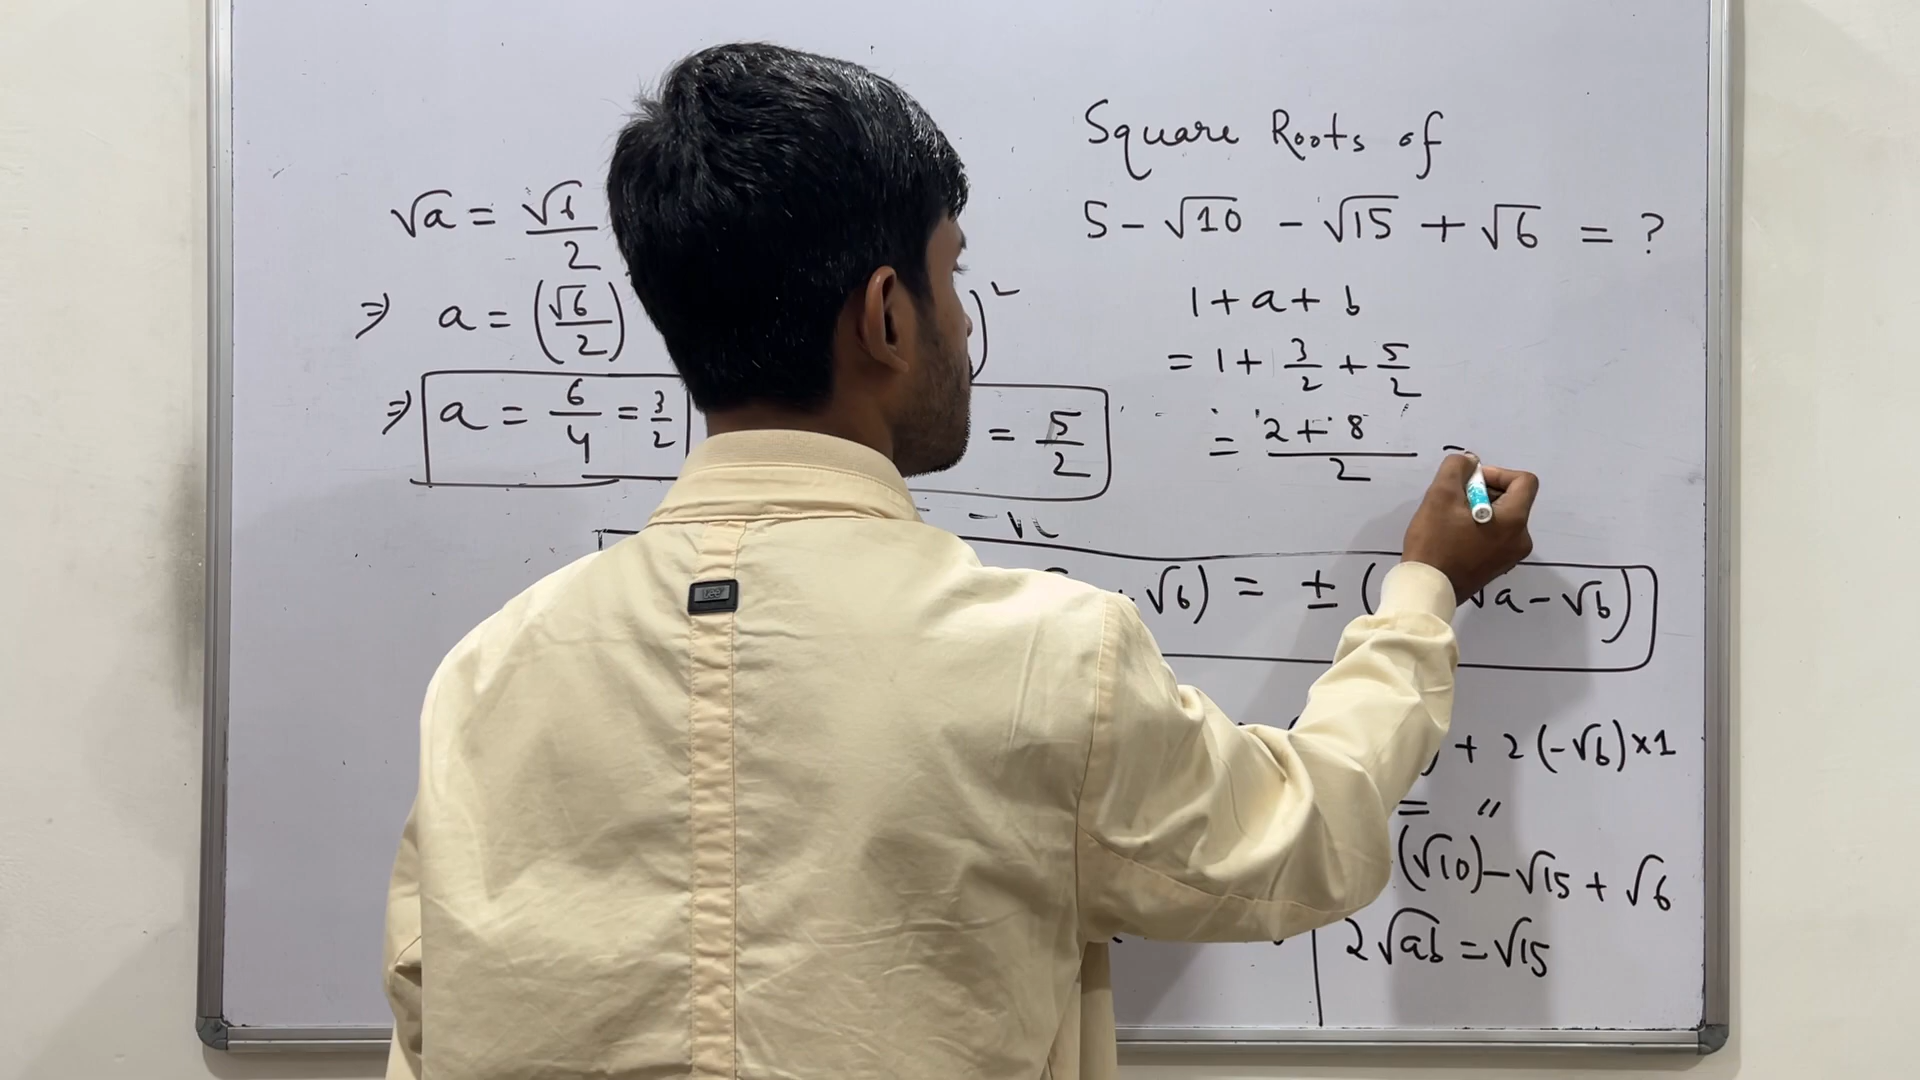 Square Roots of
5 - √10 - √15 + √6 = ?
√a = √6/2
⇒ a = (√6/2)
)²
⇒ a = 6/4 = 3/2
= 5/2
1 + a + b
= 1 + 3/2 + 5/2
= (2 + 8)/2 =
√b) = ± ( √a - √b)
) + 2(-√b)×1
= "
(√10) - √15 + √6
2√ab = √15